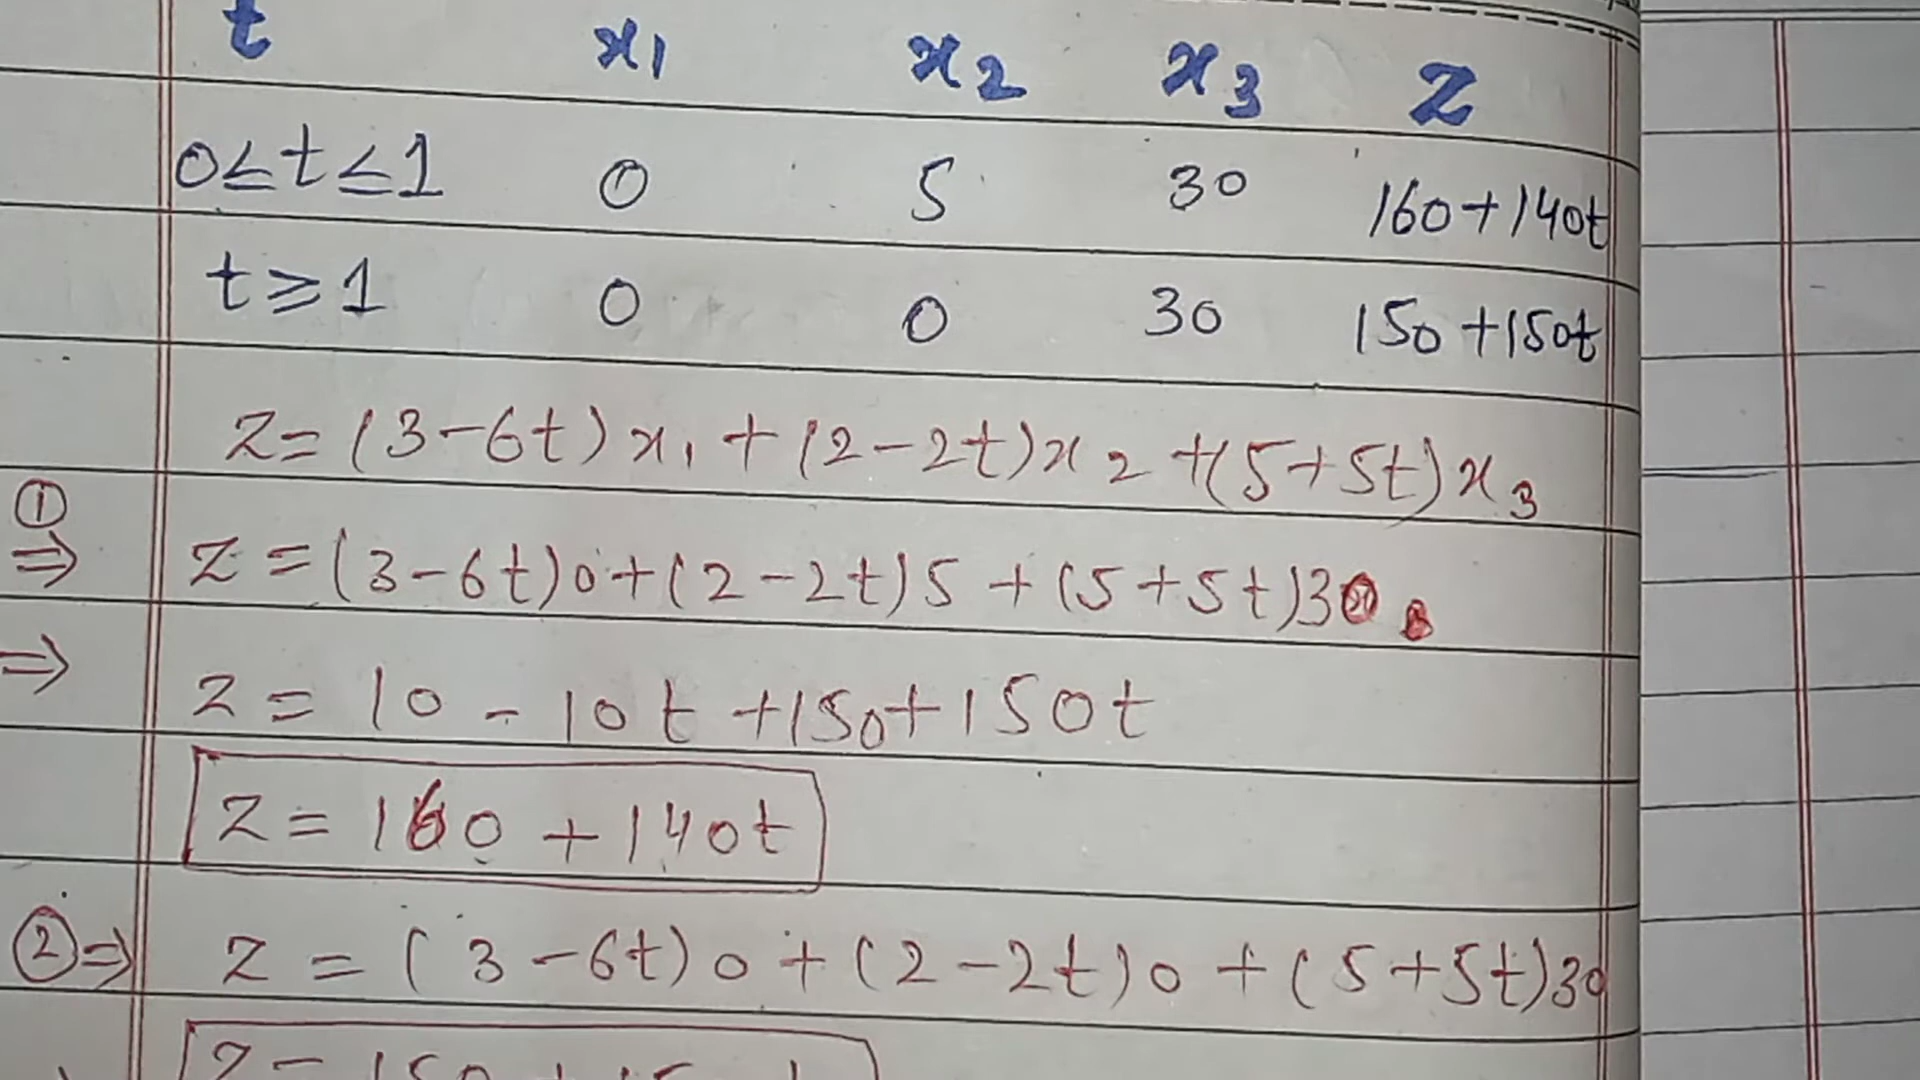 t x1 x2 x3 Z
0≤t≤1 0 5 30 160+140t
t≥1 0 0 30 150+150t
Z=(3-6t)x1+(2-2t)x2+(5+5t)x3
① ⇒ Z=(3-6t)0+(2-2t)5+(5+5t)30
⇒ Z=10-10t+150+150t
Z=160+140t
②⇒ Z=(3-6t)0+(2-2t)0+(5+5t)30